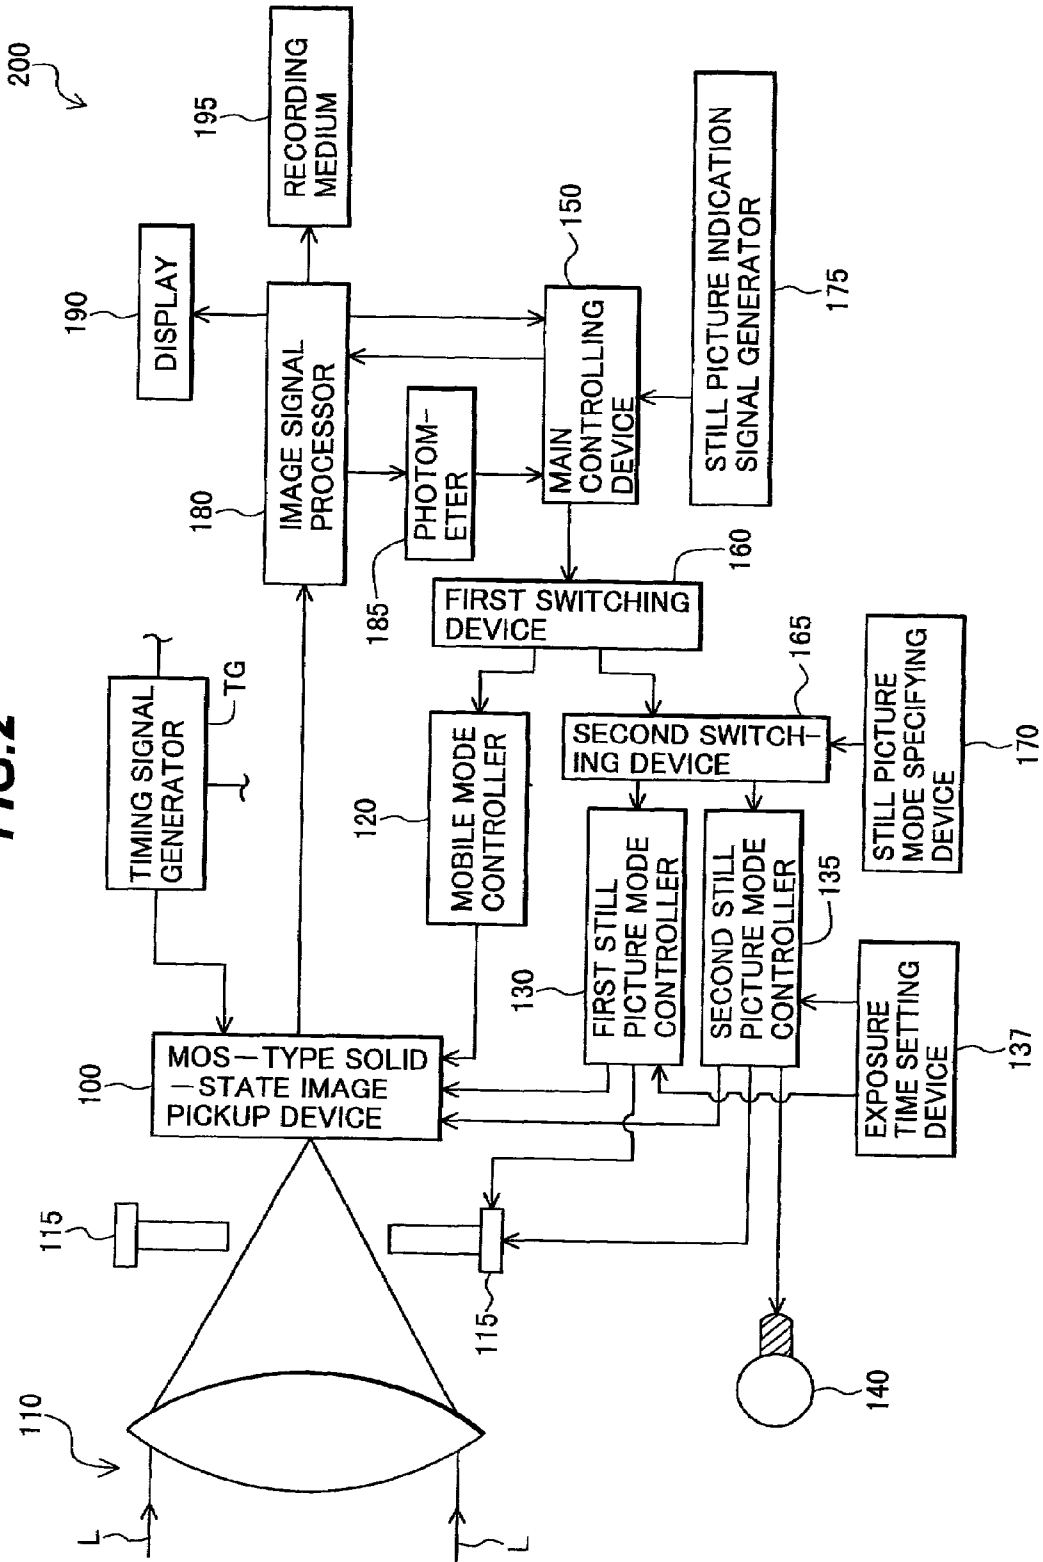 FIG.2
200
195
RECORDING
MEDIUM
190
DISPLAY
180
IMAGE SIGNAL
PROCESSOR
150
MAIN
CONTROLLING
DEVICE
185
PHOTOM-
ETER
STILL PICTURE INDICATION
SIGNAL GENERATOR
175
160
FIRST SWITCHING
DEVICE
TIMING SIGNAL
GENERATOR
TG
120
MOBILE MODE
CONTROLLER
165
SECOND SWITCH-
ING DEVICE
STILL PICTURE
MODE SPECIFYING
DEVICE
170
130
FIRST STILL
PICTURE MODE
CONTROLLER
SECOND STILL
PICTURE MODE
CONTROLLER
135
EXPOSURE
TIME SETTING
DEVICE
137
100
MOS-TYPE SOLID
-STATE IMAGE
PICKUP DEVICE
115
115
110
140
L
L